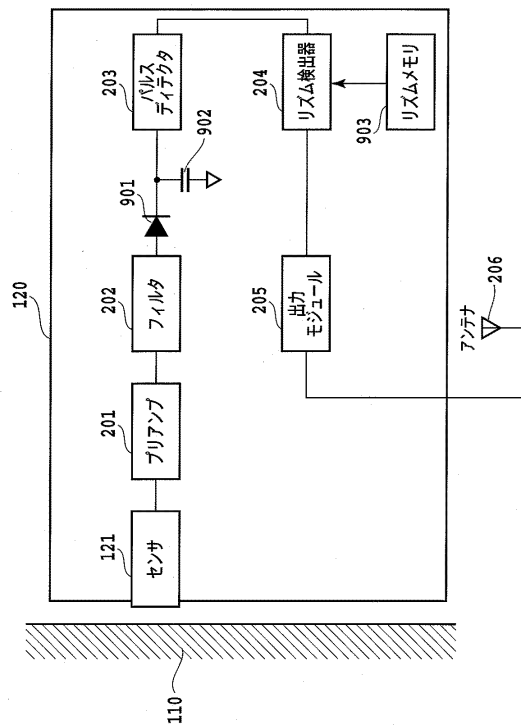 120
121
センサ
201
プリアンプ
202
フィルタ
901
902
203
パルス
ディテクタ
204
リズム検出器
903
リズムメモリ
205
出力
モジュール
アンテナ
206
110